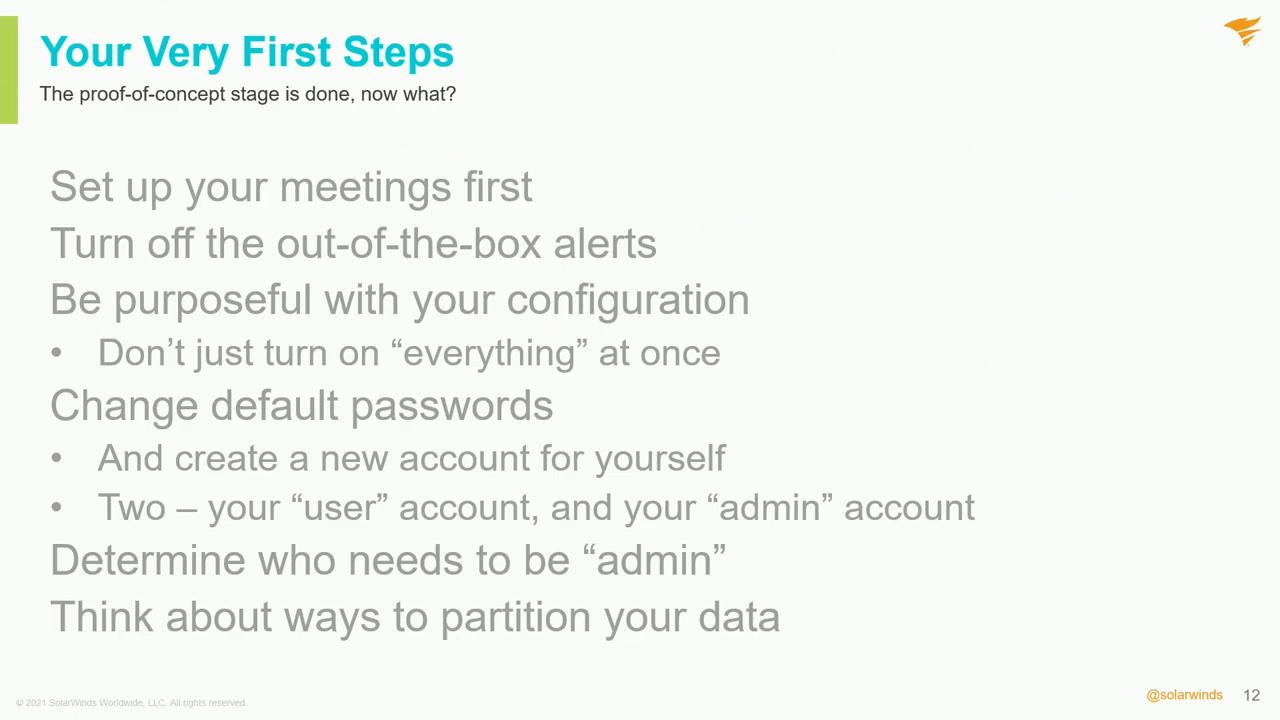 Your Very First Steps
The proof-of-concept stage is done, now what?
Set up your meetings first
Turn off the out-of-the-box alerts
Be purposeful with your configuration
• Don’t just turn on “everything” at once
Change default passwords
• And create a new account for yourself
• Two – your “user” account, and your “admin” account
Determine who needs to be “admin”
Think about ways to partition your data
© 2021 SolarWinds Worldwide, LLC. All rights reserved.
@solarwinds 12